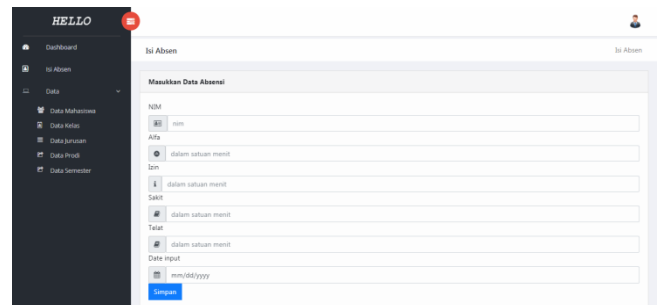 HELLO
Dashboard
Isi Absen
Data
Data Mahasiswa
Data Kelas
Data Jurusan
Data Prodi
Data Semester
Isi Absen
Isi Absen
Masukkan Data Absensi
NIM
nim
Alfa
dalam satuan menit
Izin
dalam satuan menit
Sakit
dalam satuan menit
Telat
dalam satuan menit
Date input
mm/dd/yyyy
Simpan